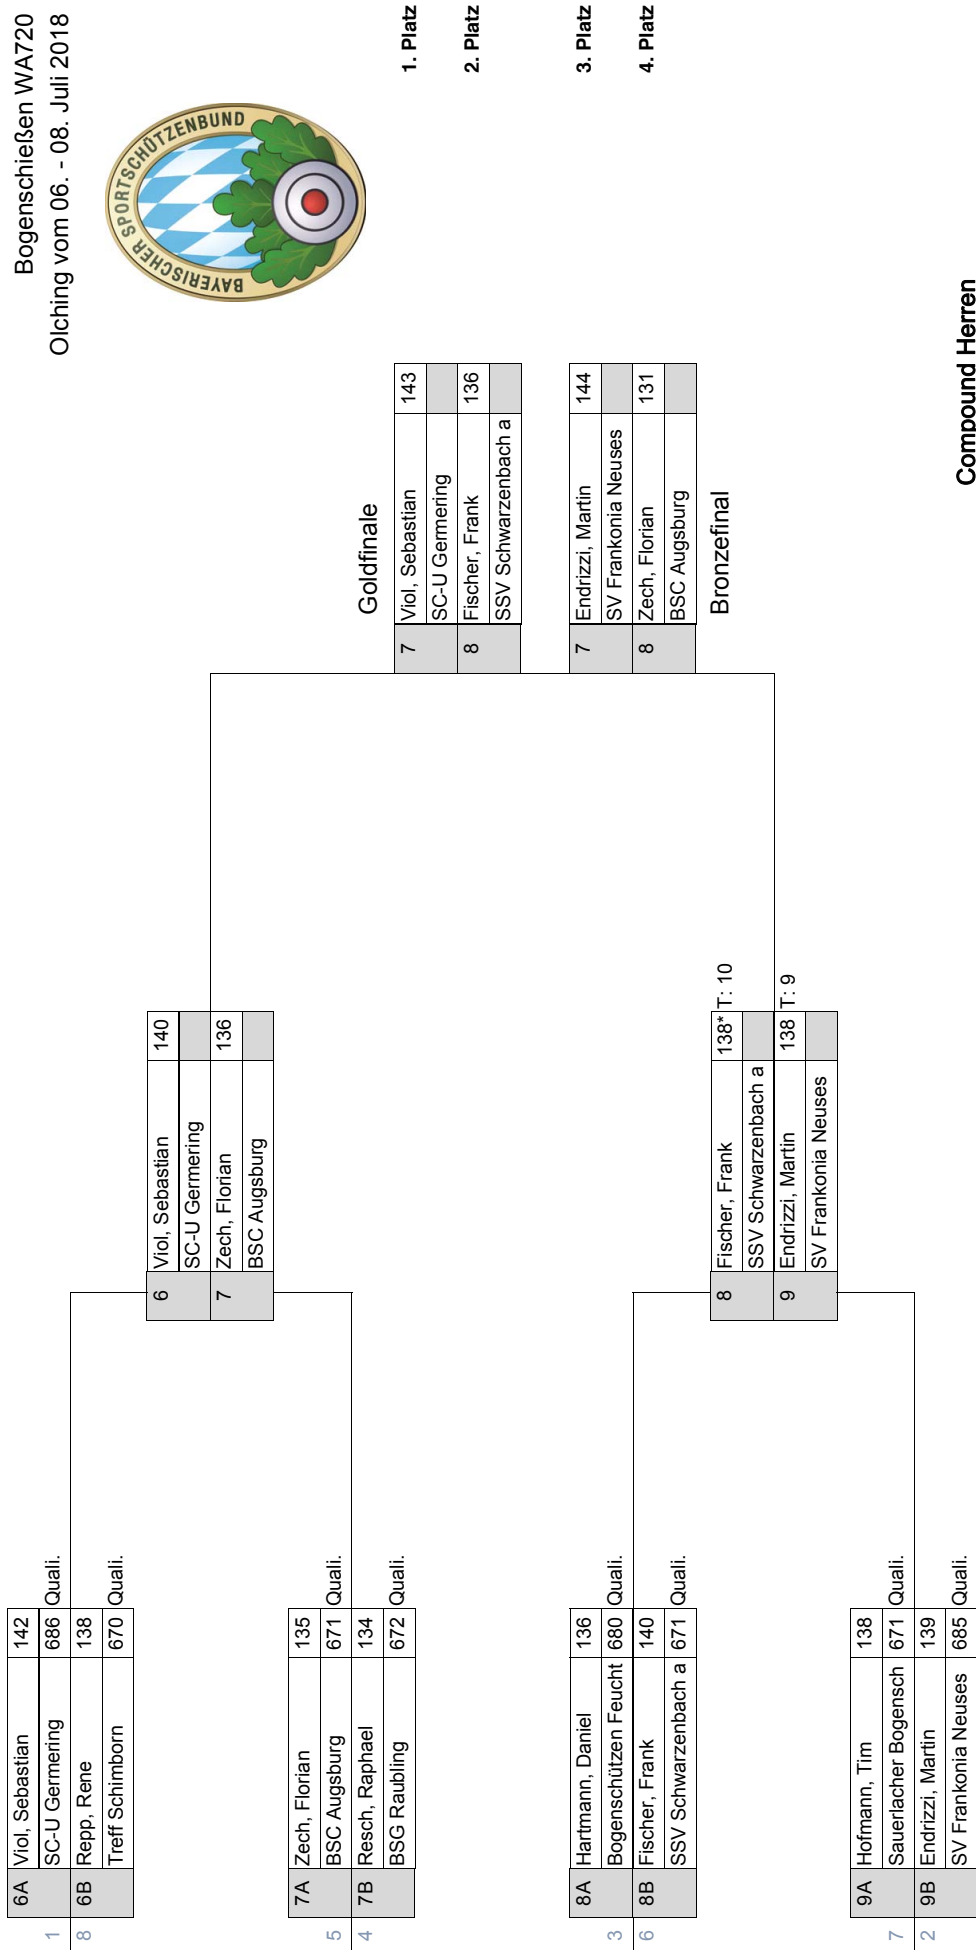 Bogenschießen WA720
Olching vom 06. - 08. Juli 2018
BAYERISCHER SPORTSCHÜTZENBUND
1 6A Viol, Sebastian 142
SC-U Germering 686 Quali.
8 6B Repp, Rene 138
Treff Schimborn 670 Quali.
5 7A Zech, Florian 135
BSC Augsburg 671 Quali.
4 7B Resch, Raphael 134
BSG Raubling 672 Quali.
3 8A Hartmann, Daniel 136
Bogenschützen Feucht 680 Quali.
6 8B Fischer, Frank 140
SSV Schwarzenbach a 671 Quali.
7 9A Hofmann, Tim 138
Sauerlacher Bogensch 671 Quali.
2 9B Endrizzi, Martin 139
SV Frankonia Neuses 685 Quali.
6 Viol, Sebastian 140
SC-U Germering
7 Zech, Florian 136
BSC Augsburg
8 Fischer, Frank 138* T: 10
SSV Schwarzenbach a
9 Endrizzi, Martin 138 T: 9
SV Frankonia Neuses
Goldfinale
7 Viol, Sebastian 143 1. Platz
SC-U Germering
8 Fischer, Frank 136 2. Platz
SSV Schwarzenbach a
7 Endrizzi, Martin 144 3. Platz
SV Frankonia Neuses
8 Zech, Florian 131 4. Platz
BSC Augsburg
Bronzefinal
Compound Herren